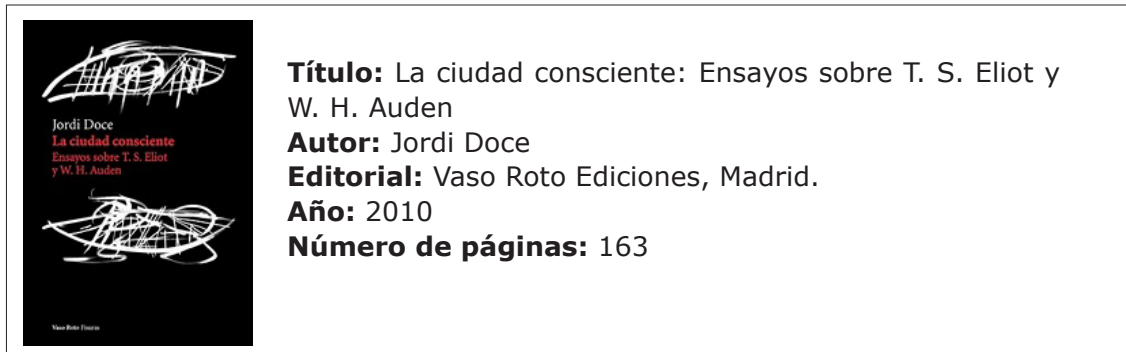 Jordi Doce
La ciudad consciente
Ensayos sobre T. S. Eliot
y W. H. Auden
Vaso Roto Fisuras
Título: La ciudad consciente: Ensayos sobre T. S. Eliot y
W. H. Auden
Autor: Jordi Doce
Editorial: Vaso Roto Ediciones, Madrid.
Año: 2010
Número de páginas: 163